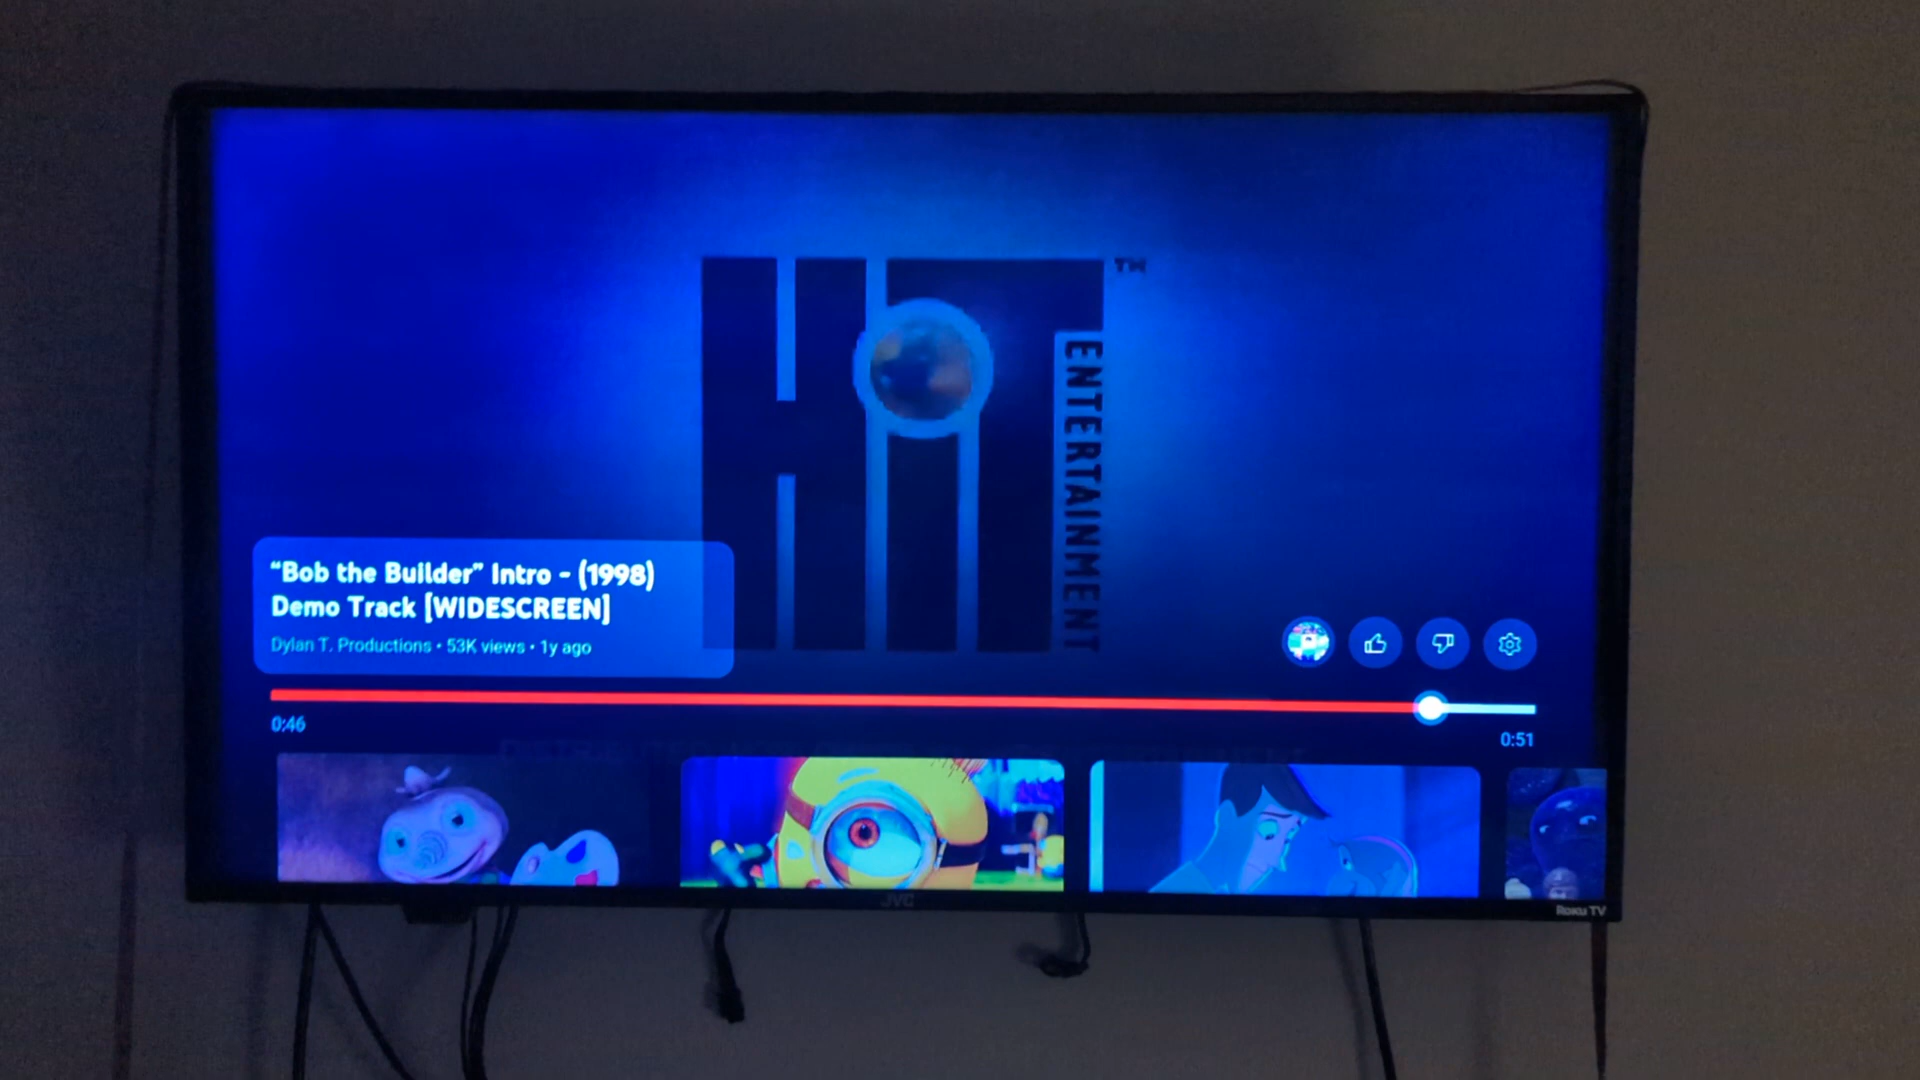 HiT
TM
ENTERTAINMENT
“Bob the Builder” Intro - (1998)
Demo Track [WIDESCREEN]
Dylan T. Productions • 53K views • 1y ago
0:46
0:51
JVC
Roku TV